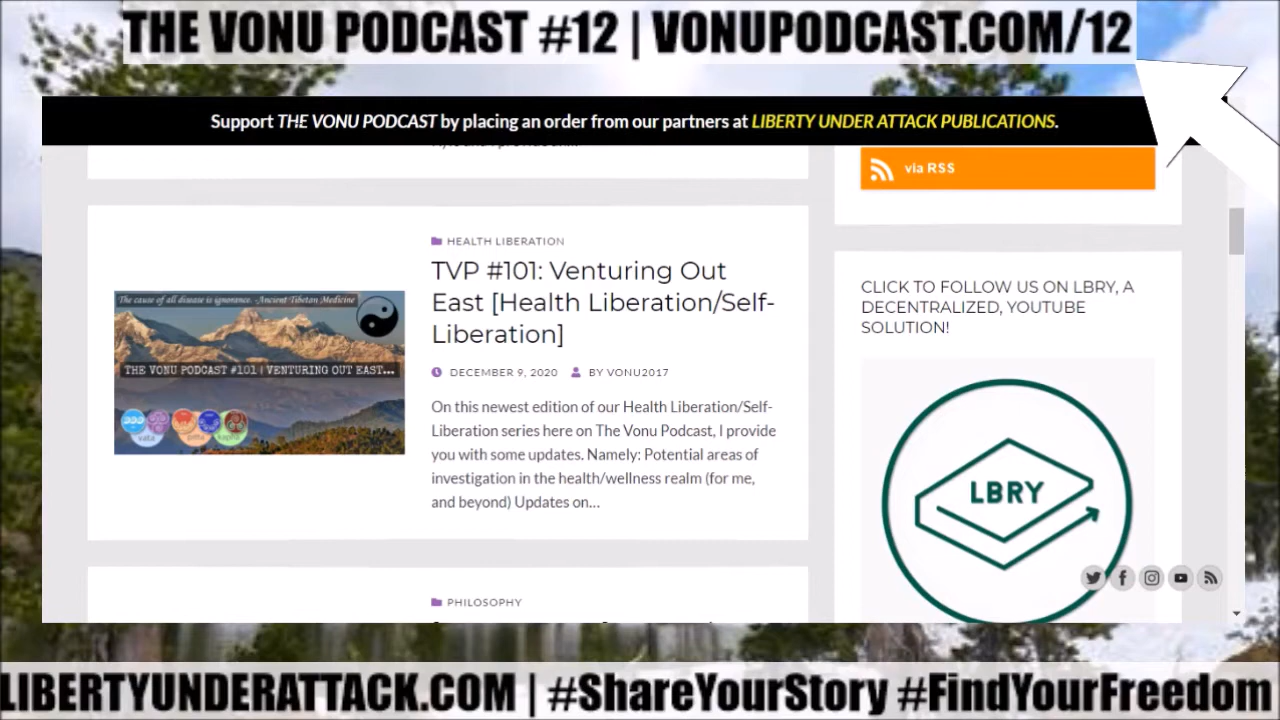 THE VONU PODCAST #12 | VONUPODCAST.COM/12
Support THE VONU PODCAST by placing an order from our partners at LIBERTY UNDER ATTACK PUBLICATIONS.
via RSS
HEALTH LIBERATION
TVP #101: Venturing Out
East [Health Liberation/Self-
Liberation]
DECEMBER 9, 2020 BY VONU2017
On this newest edition of our Health Liberation/Self-
Liberation series here on The Vonu Podcast, I provide
you with some updates. Namely: Potential areas of
investigation in the health/wellness realm (for me,
and beyond) Updates on...
The cause of all disease is ignorance. -Ancient Tibetan Medicine
THE VONU PODCAST #101 | VENTURING OUT EAST...
vata
pitta
kapha
PHILOSOPHY
CLICK TO FOLLOW US ON LBRY, A
DECENTRALIZED, YOUTUBE
SOLUTION!
LBRY
LIBERTYUNDERATTACK.COM | #ShareYourStory #FindYourFreedom